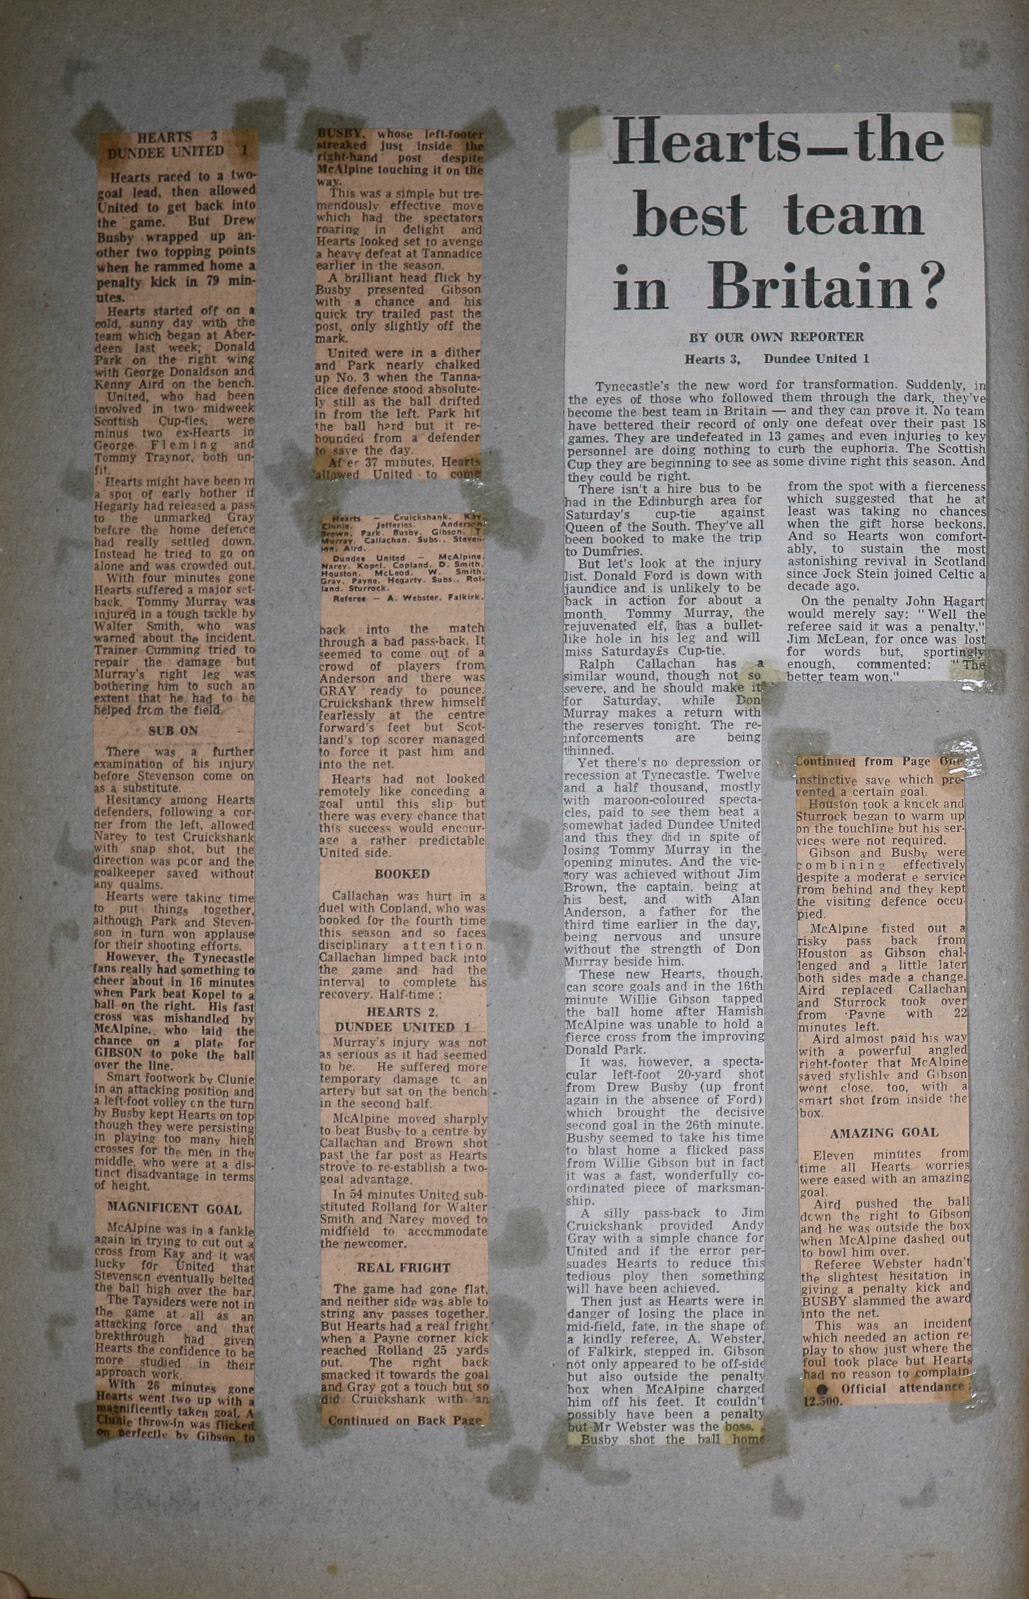 HEARTS 3
DUNDEE UNITED 1
Hearts raced to a two-
goal lead, then allowed
United to get back into
the game. But Drew
Busby wrapped up an-
other two topping points
when he rammed home a
penalty kick in 79 min-
utes.
Hearts started off on a
cold, sunny day with the
team which began at Aber-
deen last week; Donald
Park on the right wing
with George Donaldson and
Kenny Aird on the bench.
United, who had been
involved in two midweek
Scottish Cup-ties, were
minus two ex-Hearts in
George Fleming and
Tommy Traynor, both un-
fit.
Hearts might have been in
a spot of early bother if
Hegarty had released a pass
to the unmarked Gray
before the home defence
had really settled down.
Instead he tried to go on
alone and was crowded out.
With four minutes gone
Hearts suffered a major set-
back. Tommy Murray was
injured in a tough tackle by
Walter Smith, who was
warned about the incident.
Trainer Cumming tried to
repair the damage but
Murray's right leg was
bothering him to such an
extent that he had to be
helped from the field.
SUB ON
There was a further
examination of his injury
before Stevenson come on
as a substitute.
Hesitancy among Hearts
defenders, following a cor-
ner from the left, allowed
Narey to test Cruickshank
with snap shot, but the
direction was poor and the
goalkeeper saved without
any qualms.
Hearts were taking time
to put things together,
although Park and Steven-
son in turn won applause
for their shooting efforts.
However, the Tynecastle
fans really had something to
cheer about in 16 minutes
when Park beat Kopel to a
ball on the right. His fast
cross was mishandled by
McAlpine, who laid the
chance on a plate for
GIBSON to poke the ball
over the line.
Smart footwork by Clunie
in an attacking position and
a left-foot volley on the turn
by Busby kept Hearts on top
though they were persisting
in playing too many high
crosses for the men in the
middle, who were at a dis-
tinct disadvantage in terms
of height.
MAGNIFICENT GOAL
McAlpine was in a fankle
again in trying to cut out a
cross from Kay and it was
lucky for United that
Stevenson eventually belted
the ball high over the bar.
The Taysiders were not in
the game at all as an
attacking force and that
brekthrough had given
Hearts the confidence to be
more studied in their
approach work.
With 26 minutes gone
Hearts went two up with a
magnificently taken goal. A
Clunie throw-in was flicked
on perfectly by Gibson to
BUSBY, whose left-footer
streaked just inside the
right-hand post despite
McAlpine touching it on the
way.
This was a simple but tre-
mendously effective move
which had the spectators
roaring in delight and
Hearts looked set to avenge
a heavy defeat at Tannadice
earlier in the season.
A brilliant head flick by
Busby presented Gibson
with a chance and his
quick try trailed past the
post, only slightly off the
mark.
United were in a dither
and Park nearly chalked
up No. 3 when the Tanna-
dice defence stood absolute-
ly still as the ball drifted
in from the left. Park hit
the ball hard but it re-
bounded from a defender
to save the day.
After 37 minutes, Hearts
allowed United to come
Hearts — Cruickshank, Kay,
Clunie, Jefferies, Anderson,
Brown, Park, Busby, Gibson, T.
Murray, Callachan. Subs., Steven-
son, Aird.
Dundee United — McAlpine,
Narey, Kopel, Copland, D. Smith,
Houston, McLeod, W. Smith,
Gray, Payne, Hegarty. Subs., Rol-
land, Sturrock.
Referee — A. Webster, Falkirk.
back into the match
through a bad pass-back. It
seemed to come out of a
crowd of players from
Anderson and there was
GRAY ready to pounce.
Cruickshank threw himself
fearlessly at the centre
forward's feet but Scot-
land's top scorer managed
to force it past him and
into the net.
Hearts had not looked
remotely like conceding a
goal until this slip but
there was every chance that
this success would encour-
age a rather predictable
United side.
BOOKED
Callachan was hurt in a
duel with Copland, who was
booked for the fourth time
this season and so faces
disciplinary attention.
Callachan limped back into
the game and had the
interval to complete his
recovery. Half-time :
HEARTS 2.
DUNDEE UNITED 1
Murray's injury was not
as serious as it had seemed
to be. He suffered more
temporary damage to an
artery but sat on the bench
in the second half.
McAlpine moved sharply
to beat Busby to a centre by
Callachan and Brown shot
past the far post as Hearts
strove to re-establish a two-
goal advantage.
In 54 minutes United sub-
stituted Rolland for Walter
Smith and Narey moved to
midfield to accommodate
the newcomer.
REAL FRIGHT
The game had gone flat,
and neither side was able to
string any passes together.
But Hearts had a real fright
when a Payne corner kick
reached Rolland 25 yards
out. The right back
smacked it towards the goal
and Gray got a touch but so
did Cruickshank with an
Continued on Back Page
Hearts—the
best team
in Britain?
BY OUR OWN REPORTER
Hearts 3, Dundee United 1
Tynecastle's the new word for transformation. Suddenly, in
the eyes of those who followed them through the dark, they've
become the best team in Britain — and they can prove it. No team
have bettered their record of only one defeat over their past 18
games. They are undefeated in 13 games and even injuries to key
personnel are doing nothing to curb the euphoria. The Scottish
Cup they are beginning to see as some divine right this season. And
they could be right.
There isn't a hire bus to be
had in the Edinburgh area for
Saturday's cup-tie against
Queen of the South. They've all
been booked to make the trip
to Dumfries.
But let's look at the injury
list. Donald Ford is down with
jaundice and is unlikely to be
back in action for about a
month, Tommy Murray, the
rejuvenated elf, has a bullet-
like hole in his leg and will
miss Saturday£s Cup-tie.
Ralph Callachan has a
similar wound, though not so
severe, and he should make it
for Saturday, while Don
Murray makes a return with
the reserves tonight. The re-
inforcements are being
thinned.
Yet there's no depression or
recession at Tynecastle. Twelve
and a half thousand, mostly
with maroon-coloured specta-
cles, paid to see them beat a
somewhat jaded Dundee United
and this they did in spite of
losing Tommy Murray in the
opening minutes. And the vic-
tory was achieved without Jim
Brown, the captain, being at
his best, and with Alan
Anderson, a father for the
third time earlier in the day,
being nervous and unsure
without the strength of Don
Murray beside him.
These new Hearts, though,
can score goals and in the 16th
minute Willie Gibson tapped
the ball home after Hamish
McAlpine was unable to hold a
fierce cross from the improving
Donald Park.
It was, however, a specta-
cular left-foot 20-yard shot
from Drew Busby (up front
again in the absence of Ford)
which brought the decisive
second goal in the 26th minute.
Busby seemed to take his time
to blast home a flicked pass
from Willie Gibson but in fact
it was a fast, wonderfully co-
ordinated piece of marksman-
ship.
A silly pass-back to Jim
Cruickshank provided Andy
Gray with a simple chance for
United and if the error per-
suades Hearts to reduce this
tedious ploy then something
will have been achieved.
Then just as Hearts were in
danger of losing the place in
mid-field, fate, in the shape of
a kindly referee, A. Webster,
of Falkirk, stepped in. Gibson
not only appeared to be off-side
but also outside the penalty
box when McAlpine charged
him off his feet. It couldn't
possibly have been a penalty
but Mr Webster was the boss.
Busby shot the ball home
from the spot with a fierceness
which suggested that he at
least was taking no chances
when the gift horse beckons.
And so Hearts won comfort-
ably, to sustain the most
astonishing revival in Scotland
since Jock Stein joined Celtic a
decade ago.
On the penalty John Hagart
would merely say: "Well the
referee said it was a penalty."
Jim McLean, for once was lost
for words but, sportingly
enough, commented: "The
better team won."
Continued from Page One
instinctive save which pre-
vented a certain goal.
Houston took a knock and
Sturrock began to warm up
on the touchline but his ser-
vices were not required.
Gibson and Busby were
combining effectively
despite a moderat e service
from behind and they kept
the visiting defence occu-
pied.
McAlpine fisted out a
risky pass back from
Houston as Gibson chal-
lenged and a little later
both sides made a change.
Aird replaced Callachan
and Sturrock took over
from Payne with 22
minutes left.
Aird almost paid his way
with a powerful angled
right-footer that McAlpine
saved stylishly and Gibson
went close, too, with a
smart shot from inside the
box.
AMAZING GOAL
Eleven minutes from
time all Hearts worries
were eased with an amazing
goal.
Aird pushed the ball
down the right to Gibson
and he was outside the box
when McAlpine dashed out
to bowl him over.
Referee Webster hadn't
the slightest hesitation in
giving a penalty kick and
BUSBY slammed the award
into the net.
This was an incident
which needed an action re-
play to show just where the
foul took place but Hearts
had no reason to complain.
● Official attendance :
12,500.